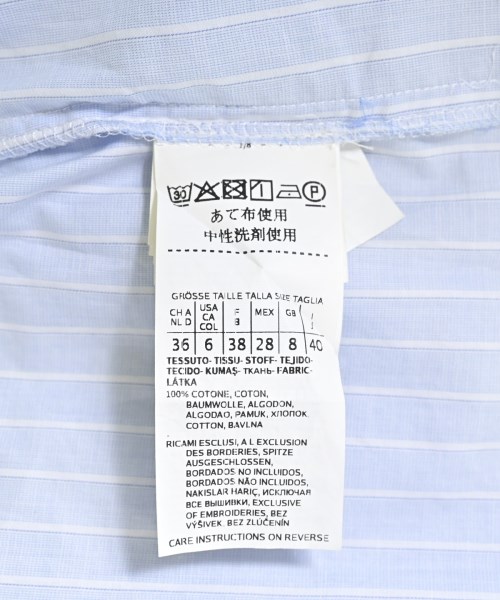 7/8
30 P
あて布使用
中性洗剤使用
GRÖSSE TAILLE TALLA SIZE TAGLIA
CH A NL D USA CA COL F B MEX GB I
36 6 38 28 8 40
TESSUTO- TISSU- STOFF- TEJIDO-
TECIDO- KUMAŞ- ТКАНЬ- FABRIC-
LÁTKA
100% COTONE, COTON,
BAUMWOLLE, ALGODON,
ALGODAO, PAMUK, ХЛОПОК
COTTON, BAVLNA
RICAMI ESCLUSI, A L EXCLUSION
DES BORDERIES, SPITZE
AUSGESCHLOSSEN,
BORDADOS NO INCLUIDOS,
BORDADOS NÃO INCLUIDOS,
NAKISLAR HARIÇ, ИСКЛЮЧАЯ
ВСЕ ВЫШИВКИ, EXCLUSIVE
OF EMBROIDERIES, BEZ
VÝŠIVEK, BEZ ZLÚČENÍN
CARE INSTRUCTIONS ON REVERSE